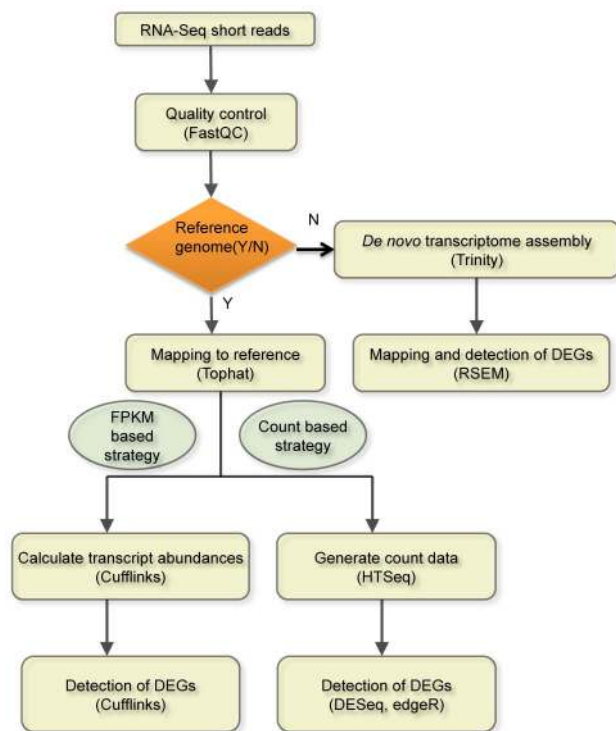 RNA-Seq short reads
Quality control
(FastQC)
Reference
genome(Y/N)
N
De novo transcriptome assembly
(Trinity)
Y
Mapping to reference
(Tophat)
Mapping and detection of DEGs
(RSEM)
FPKM
based
strategy
Count based
strategy
Calculate transcript abundances
(Cufflinks)
Generate count data
(HTSeq)
Detection of DEGs
(Cufflinks)
Detection of DEGs
(DESeq, edgeR)